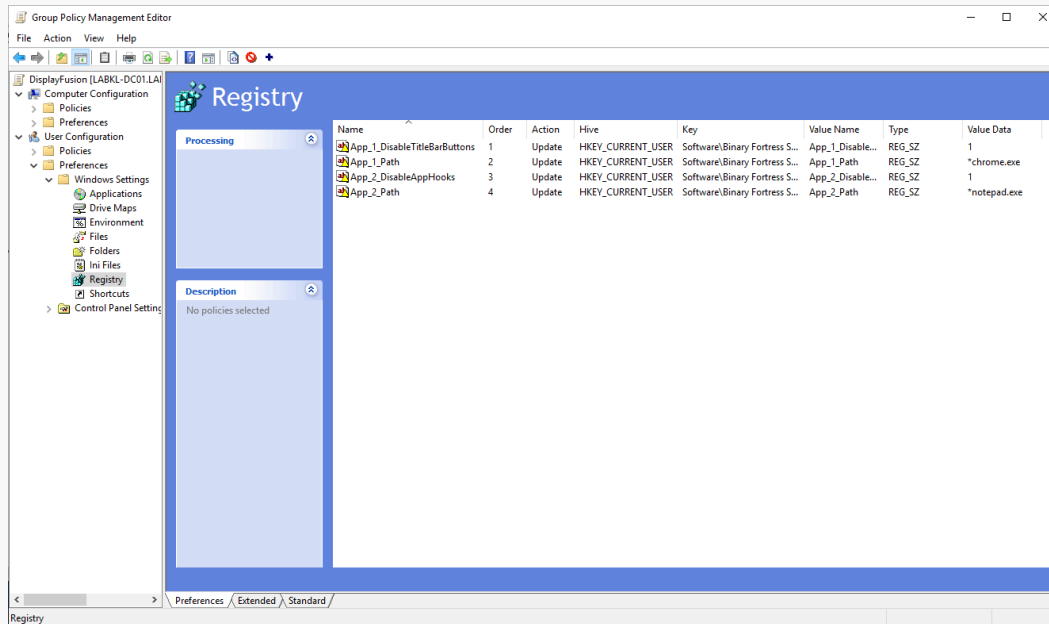 Group Policy Management Editor
File Action View Help
DisplayFusion [LABKL-DC01.LAI
Computer Configuration
Policies
Preferences
User Configuration
Policies
Preferences
Windows Settings
Applications
Drive Maps
Environment
Files
Folders
Ini Files
Registry
Shortcuts
Control Panel Setting
Registry
Processing
Description
No policies selected
Name Order Action Hive Key Value Name Type Value Data
App_1_DisableTitleBarButtons 1 Update HKEY_CURRENT_USER Software\Binary Fortress S... App_1_Disable... REG_SZ 1
App_1_Path 2 Update HKEY_CURRENT_USER Software\Binary Fortress S... App_1_Path REG_SZ *chrome.exe
App_2_DisableAppHooks 3 Update HKEY_CURRENT_USER Software\Binary Fortress S... App_2_Disable... REG_SZ 1
App_2_Path 4 Update HKEY_CURRENT_USER Software\Binary Fortress S... App_2_Path REG_SZ *notepad.exe
Preferences Extended Standard
Registry